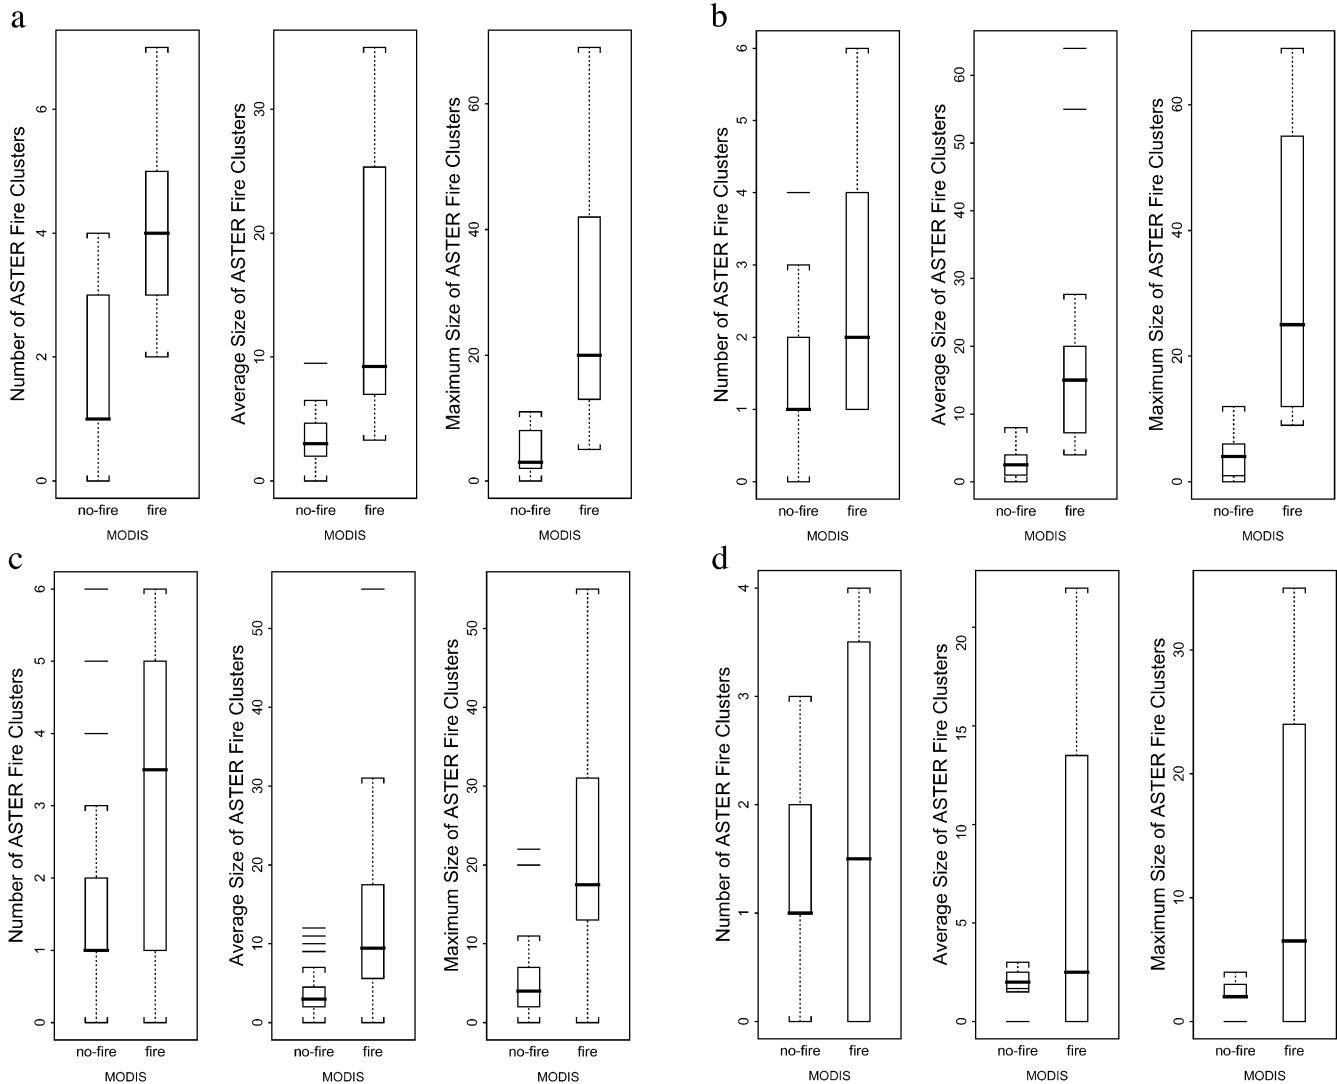 a
Number of ASTER Fire Clusters
0
2
4
6
no-fire
fire
MODIS
Average Size of ASTER Fire Clusters
0
10
20
30
no-fire
fire
MODIS
Maximum Size of ASTER Fire Clusters
0
20
40
60
no-fire
fire
MODIS
b
Number of ASTER Fire Clusters
0
1
2
3
4
5
6
no-fire
fire
MODIS
Average Size of ASTER Fire Clusters
0
10
20
30
40
50
60
no-fire
fire
MODIS
Maximum Size of ASTER Fire Clusters
0
20
40
60
no-fire
fire
MODIS
c
Number of ASTER Fire Clusters
0
1
2
3
4
5
6
no-fire
fire
MODIS
Average Size of ASTER Fire Clusters
0
10
20
30
40
50
no-fire
fire
MODIS
Maximum Size of ASTER Fire Clusters
0
10
20
30
40
50
no-fire
fire
MODIS
d
Number of ASTER Fire Clusters
0
1
2
3
4
no-fire
fire
MODIS
Average Size of ASTER Fire Clusters
0
5
10
15
20
no-fire
fire
MODIS
Maximum Size of ASTER Fire Clusters
0
10
20
30
no-fire
fire
MODIS